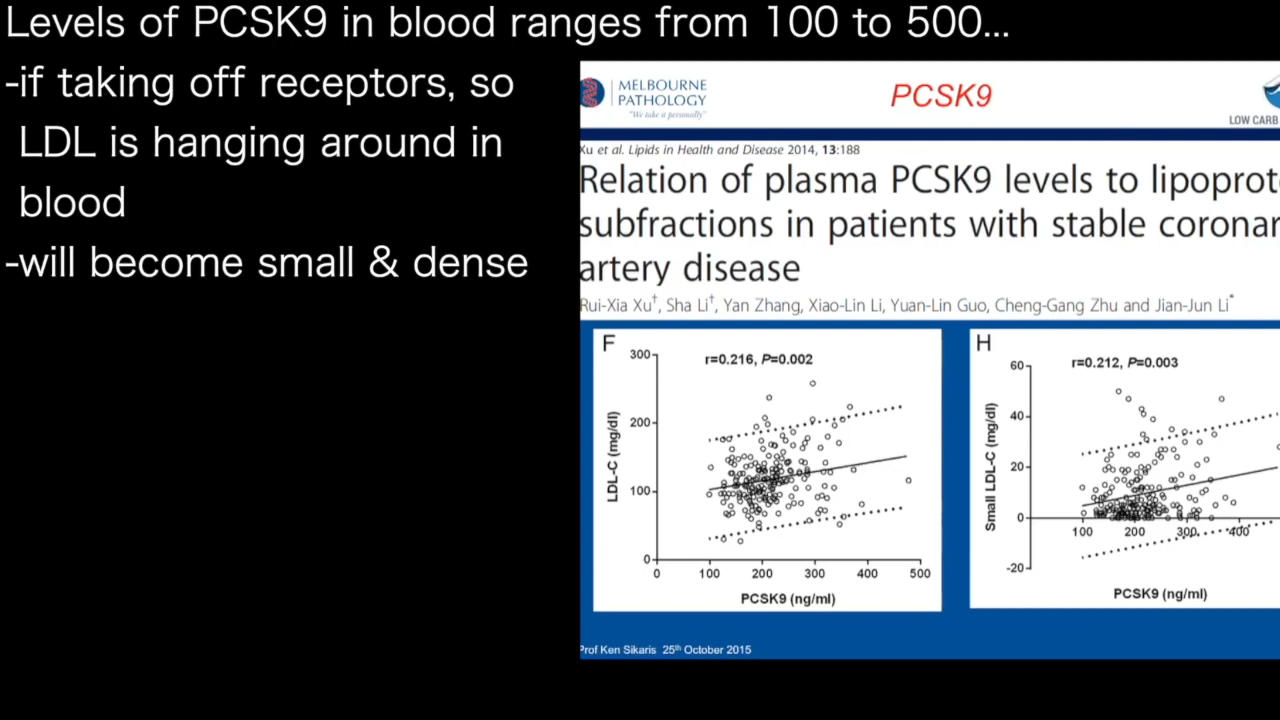 Levels of PCSK9 in blood ranges from 100 to 500...
-if taking off receptors, so
LDL is hanging around in
blood
-will become small & dense
MELBOURNE
PATHOLOGY
"We take it personally"
PCSK9
LOW CARB
Xu et al. Lipids in Health and Disease 2014, 13:188
Relation of plasma PCSK9 levels to lipoprote
subfractions in patients with stable coronar
artery disease
Rui-Xia Xu†, Sha Li†, Yan Zhang, Xiao-Lin Li, Yuan-Lin Guo, Cheng-Gang Zhu and Jian-Jun Li*
F
r=0.216, P=0.002
LDL-C (mg/dl)
300
200
100
0
0 100 200 300 400 500
PCSK9 (ng/ml)
H
r=0.212, P=0.003
Small LDL-C (mg/dl)
60
40
20
0
-20
100 200 300 400
PCSK9 (ng/ml)
Prof Ken Sikaris 25th October 2015